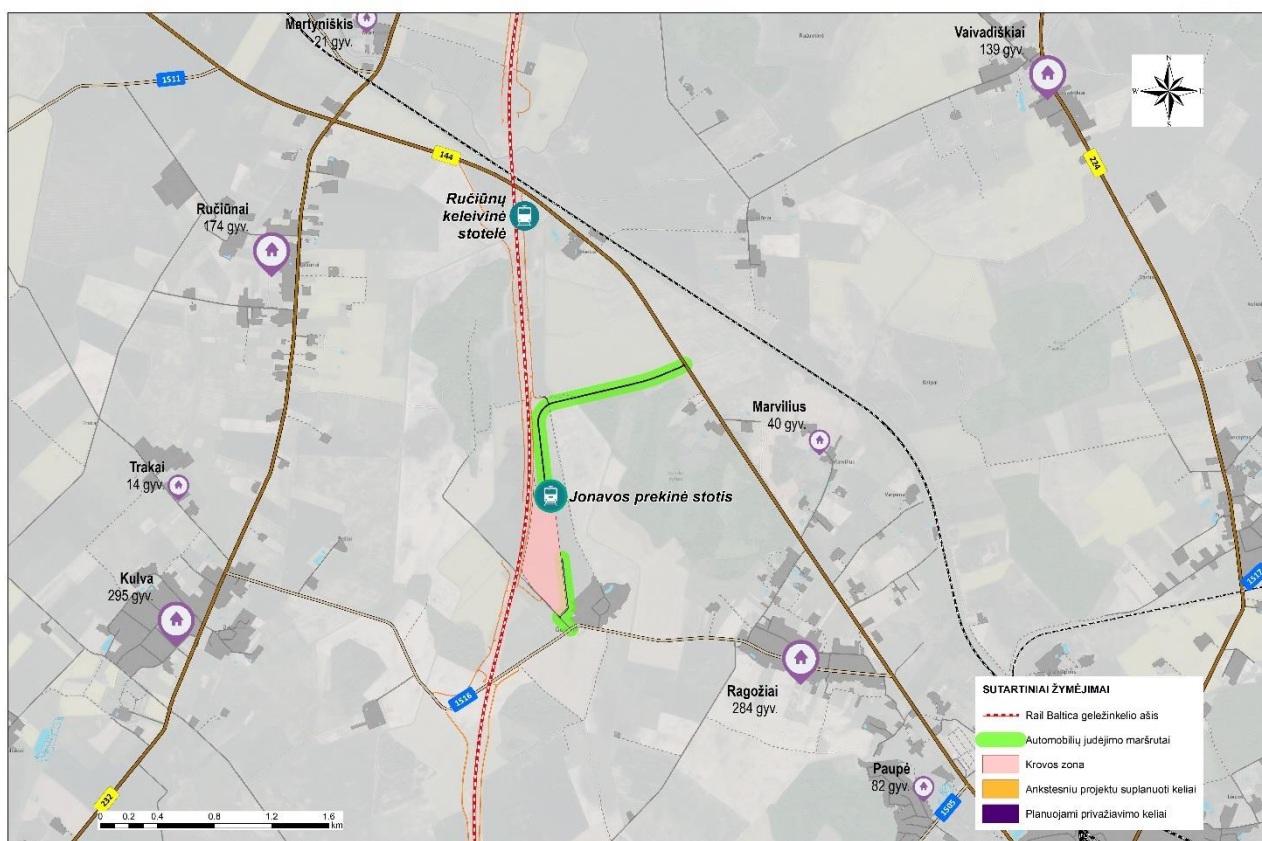 Martyniškis
21 gyv.
Vaivadiškiai
139 gyv.
N
W
E
S
1511
144
224
Ručiūnų
keleivinė
stotelė
Ručiūnai
174 gyv.
Marvilius
40 gyv.
Trakai
14 gyv.
Jonavos prekinė stotis
Kulva
295 gyv.
1517
1516
Ragožiai
284 gyv.
Paupė
82 gyv.
1505
232
0 0.2 0.4 0.8 1.2 1.6
km
SUTARTINIAI ŽYMĖJIMAI
Rail Baltica geležinkelio ašis
Automobilių judėjimo maršrutai
Krovos zona
Ankstesniu projektu suplanuoti keliai
Planuojami privažiavimo keliai